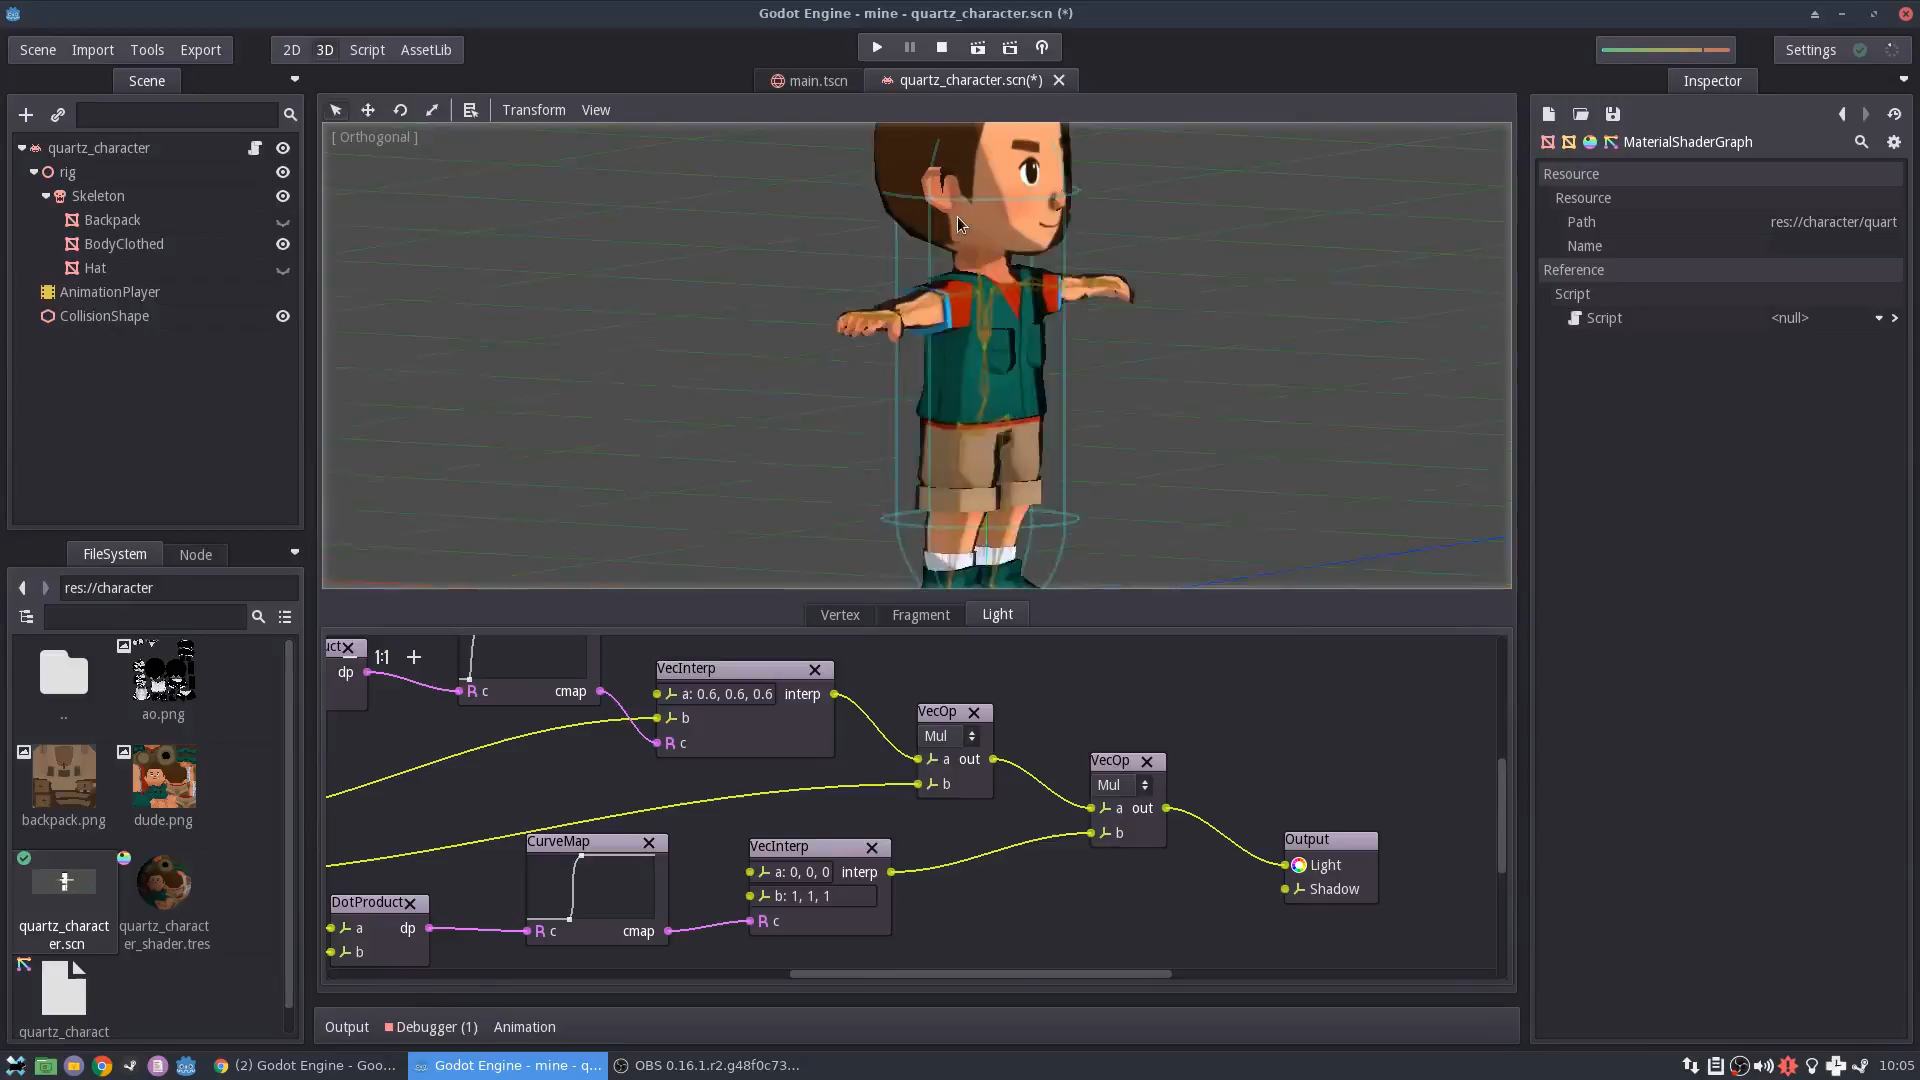 Godot Engine - mine - quartz_character.scn (*)
Scene Import Tools Export
2D 3D Script AssetLib
Settings
Scene
main.tscn
quartz_character.scn(*)
Inspector
Transform View
[ Orthogonal ]
quartz_character
rig
Skeleton
Backpack
BodyClothed
Hat
AnimationPlayer
CollisionShape
MaterialShaderGraph
Resource
Resource
Path res://character/quart
Name
Reference
Script
Script <null>
FileSystem Node
res://character
..
ao.png
backpack.png
dude.png
quartz_charact
er.scn
quartz_charact
er_shader.tres
quartz_charact
Vertex Fragment Light
uct
dp
1:1
R c cmap
VecInterp
a: 0.6, 0.6, 0.6 interp
b
R c
VecOp
Mul
a out
b
VecOp
Mul
a out
b
CurveMap
R c cmap
VecInterp
a: 0, 0, 0 interp
b: 1, 1, 1
R c
DotProduct
a dp
b
Output
Light
Shadow
Output Debugger (1) Animation
(2) Godot Engine - Goo...
Godot Engine - mine - q...
OBS 0.16.1.r2.g48f0c73...
10:05